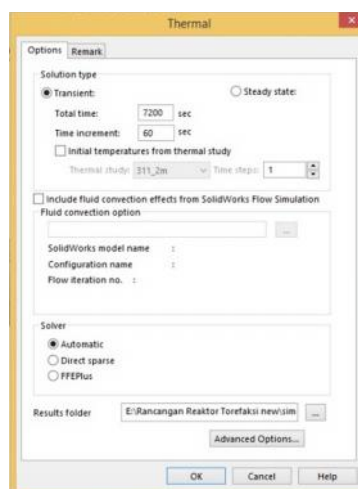 Thermal
Options Remark
Solution type
Transient: Steady state:
Total time: 7200 sec
Time increment: 60 sec
Initial temperatures from thermal study
Thermal study: 311_2m Time steps: 1
Include fluid convection effects from SolidWorks Flow Simulation
Fluid convection option
...
SolidWorks model name :
Configuration name :
Flow iteration no. :
Solver
Automatic
Direct sparse
FFEPlus
Results folder E:\Rancangan Reaktor Torefaksi new\sim ...
Advanced Options...
OK Cancel Help